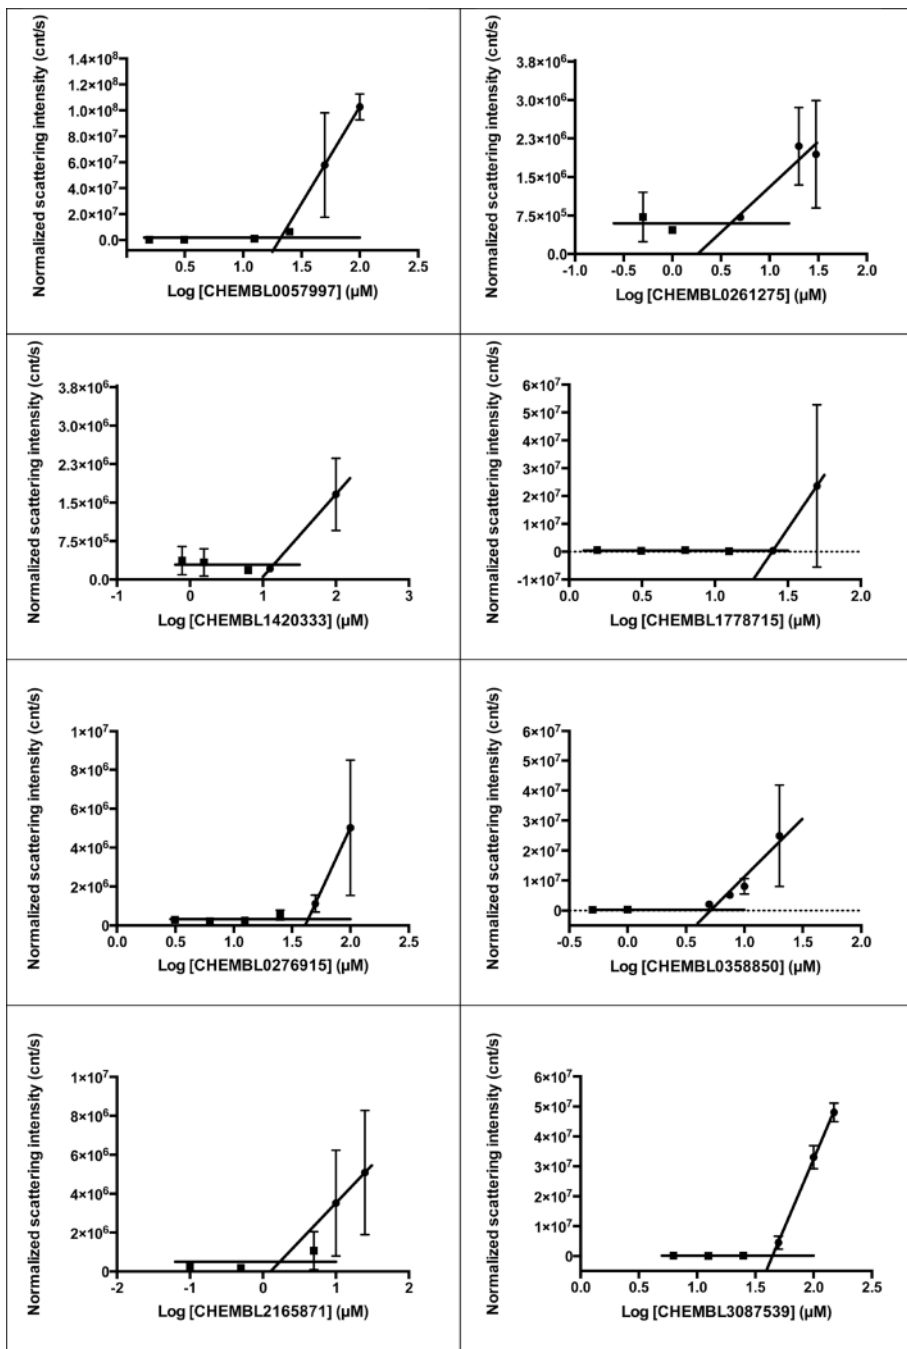 Normalized scattering intensity (cnt/s)
1.4×10⁸
1.2×10⁸
1.0×10⁸
8.0×10⁷
6.0×10⁷
4.0×10⁷
2.0×10⁷
0.0
0.5 1.0 1.5 2.0 2.5
Log [CHEMBL0057997] (µM)
Normalized scattering intensity (cnt/s)
3.8×10⁶
3.0×10⁶
2.3×10⁶
1.5×10⁶
7.5×10⁵
0.0
-1.0 -0.5 0.0 0.5 1.0 1.5 2.0
Log [CHEMBL0261275] (µM)
Normalized scattering intensity (cnt/s)
3.8×10⁶
3.0×10⁶
2.3×10⁶
1.5×10⁶
7.5×10⁵
0.0
-1 0 1 2 3
Log [CHEMBL1420333] (µM)
Normalized scattering intensity (cnt/s)
6×10⁷
5×10⁷
4×10⁷
3×10⁷
2×10⁷
1×10⁷
0
-1×10⁷
0.0 0.5 1.0 1.5 2.0
Log [CHEMBL1778715] (µM)
Normalized scattering intensity (cnt/s)
1×10⁷
8×10⁶
6×10⁶
4×10⁶
2×10⁶
0
0.0 0.5 1.0 1.5 2.0 2.5
Log [CHEMBL0276915] (µM)
Normalized scattering intensity (cnt/s)
6×10⁷
5×10⁷
4×10⁷
3×10⁷
2×10⁷
1×10⁷
0
-0.5 0.0 0.5 1.0 1.5 2.0
Log [CHEMBL0358850] (µM)
Normalized scattering intensity (cnt/s)
1×10⁷
8×10⁶
6×10⁶
4×10⁶
2×10⁶
0
-2 -1 0 1 2
Log [CHEMBL2165871] (µM)
Normalized scattering intensity (cnt/s)
6×10⁷
5×10⁷
4×10⁷
3×10⁷
2×10⁷
1×10⁷
0
0.0 0.5 1.0 1.5 2.0 2.5
Log [CHEMBL3087539] (µM)